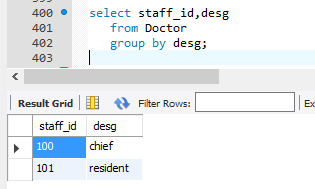 400 select staff_id,desg
401 from Doctor
402 group by desg;
403
Result Grid Filter Rules: Ex
staff_id desg
100 chief
101 resident